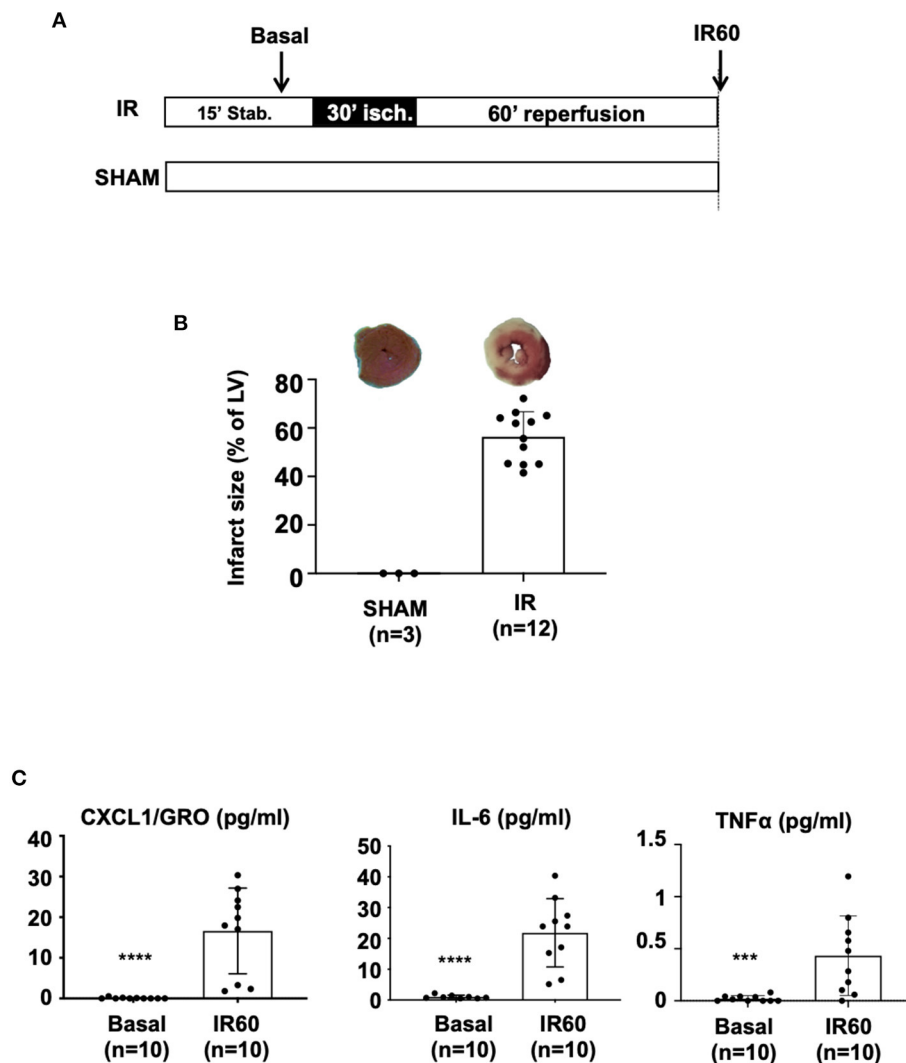 A
Basal
IR60
IR
15' Stab.
30' isch.
60' reperfusion
SHAM
B
Infarct size (% of LV)
80
60
40
20
0
SHAM
(n=3)
IR
(n=12)
C
CXCL1/GRO (pg/ml)
40
30
20
10
0
****
Basal
(n=10)
IR60
(n=10)
IL-6 (pg/ml)
50
40
30
20
10
0
****
Basal
(n=10)
IR60
(n=10)
TNFα (pg/ml)
1.5
1
0.5
0
***
Basal
(n=10)
IR60
(n=10)